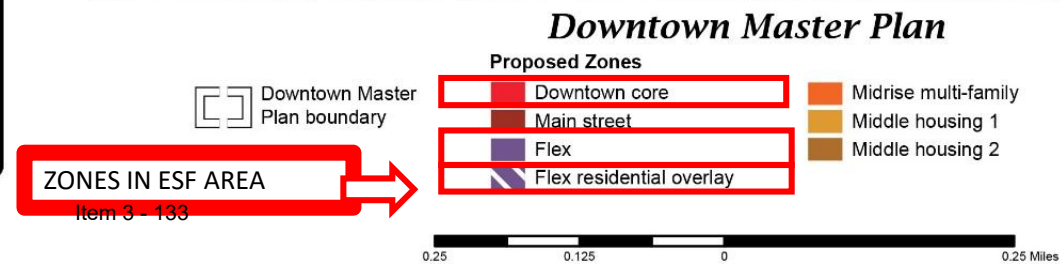 Downtown Master Plan
Proposed Zones
Downtown Master
Plan boundary
Downtown core
Main street
Flex
Flex residential overlay
Midrise multi-family
Middle housing 1
Middle housing 2
ZONES IN ESF AREA
Item 3 - 133
0.25 0.125 0 0.25 Miles